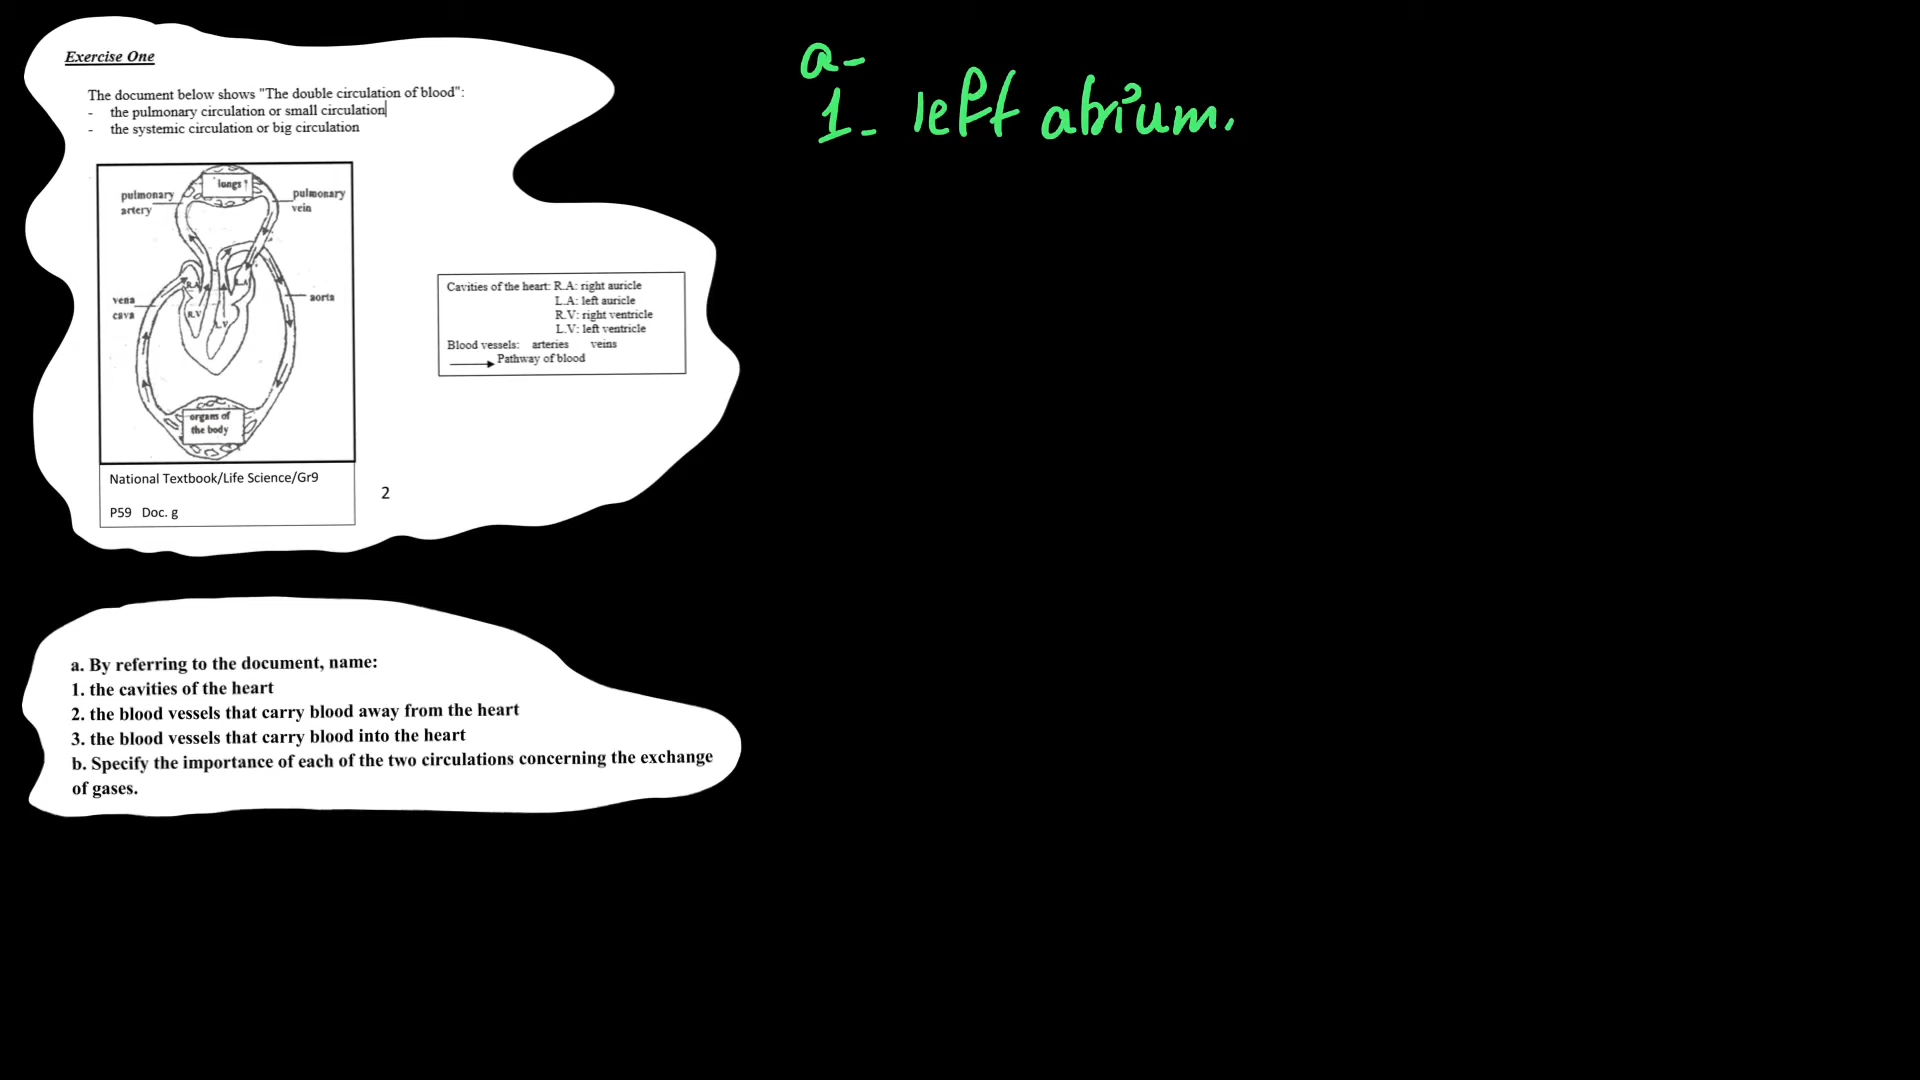 Exercise One
The document below shows "The double circulation of blood":
- the pulmonary circulation or small circulation
- the systemic circulation or big circulation
lungs
pulmonary artery
pulmonary vein
R.A
L.A
vena cava
aorta
R.V
L.V
organs of the body
Cavities of the heart: R.A: right auricle
L.A: left auricle
R.V: right ventricle
L.V: left ventricle
Blood vessels: arteries veins
Pathway of blood
National Textbook/Life Science/Gr9
P59 Doc. g
2
a. By referring to the document, name:
1. the cavities of the heart
2. the blood vessels that carry blood away from the heart
3. the blood vessels that carry blood into the heart
b. Specify the importance of each of the two circulations concerning the exchange
of gases.
a-
1- left atrium.